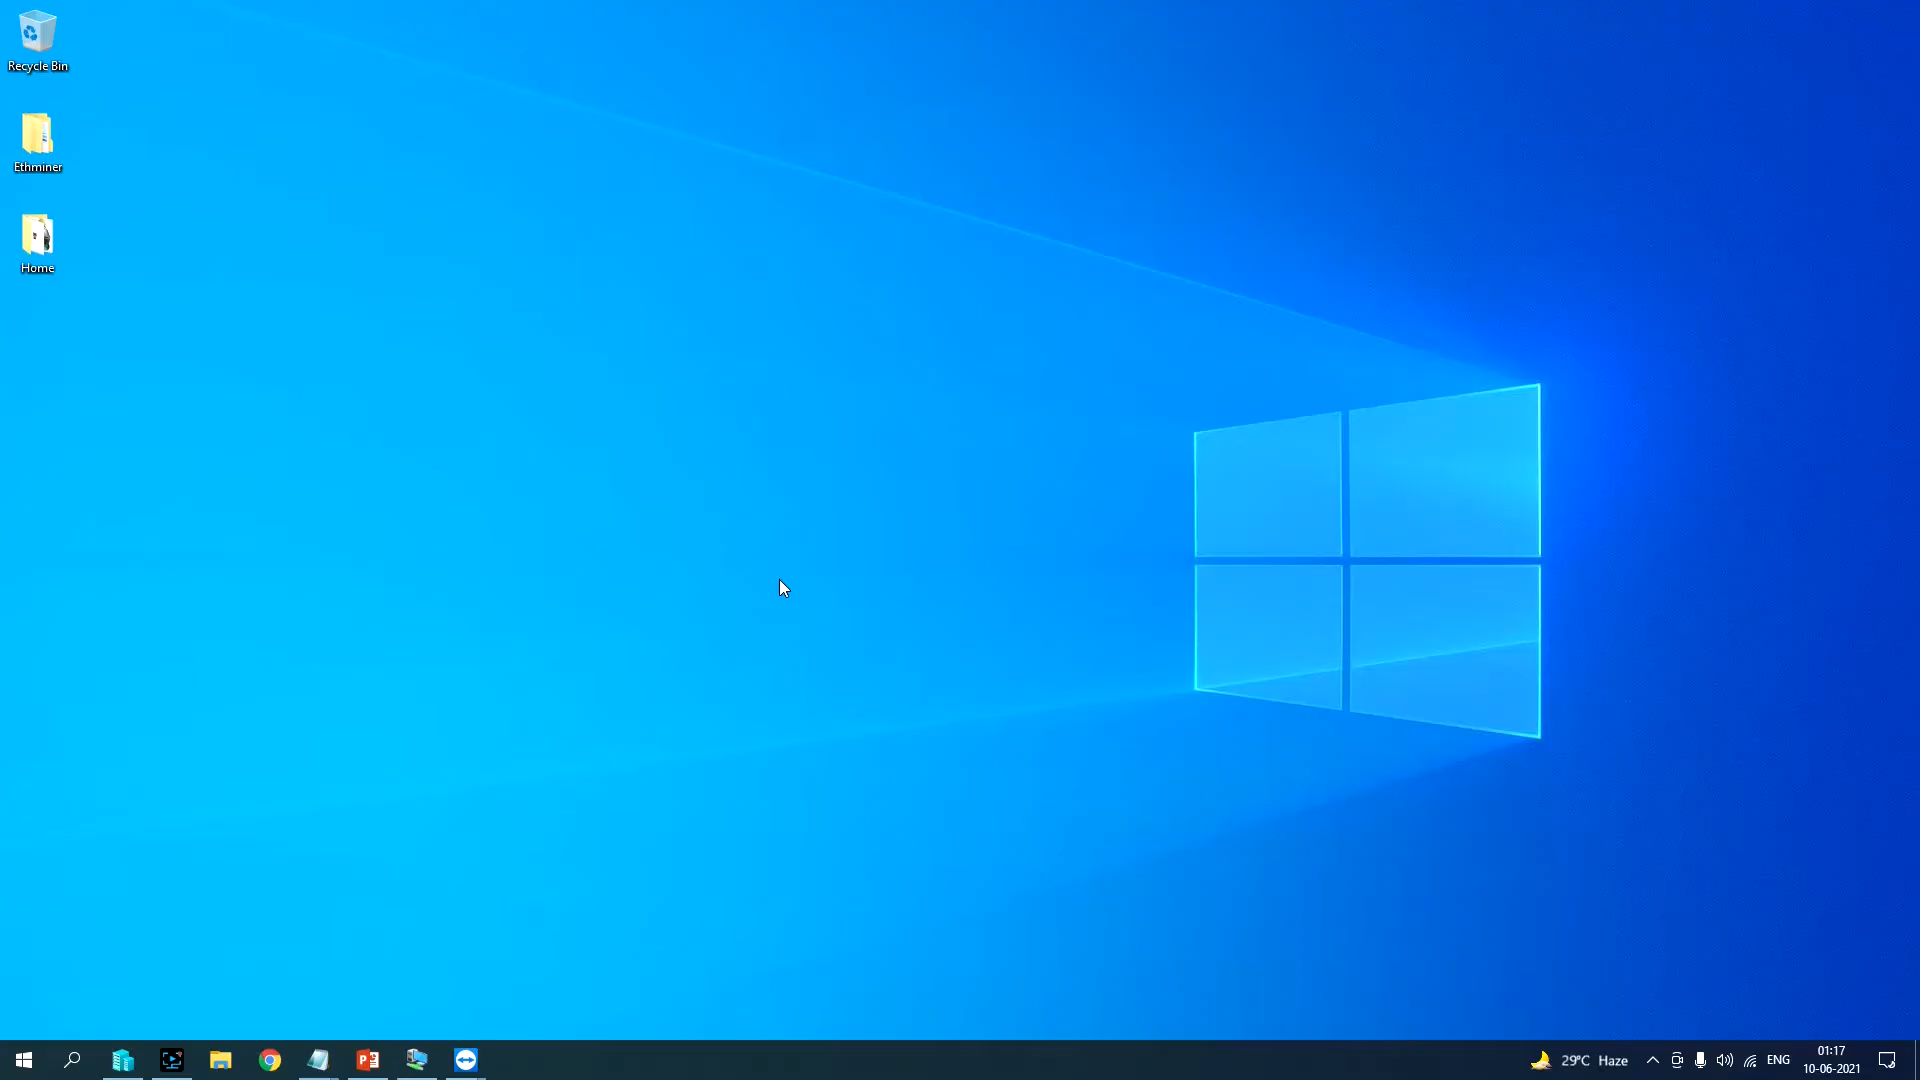 Recycle Bin
Ethminer
Home
29°C Haze
ENG
01:17
10-06-2021